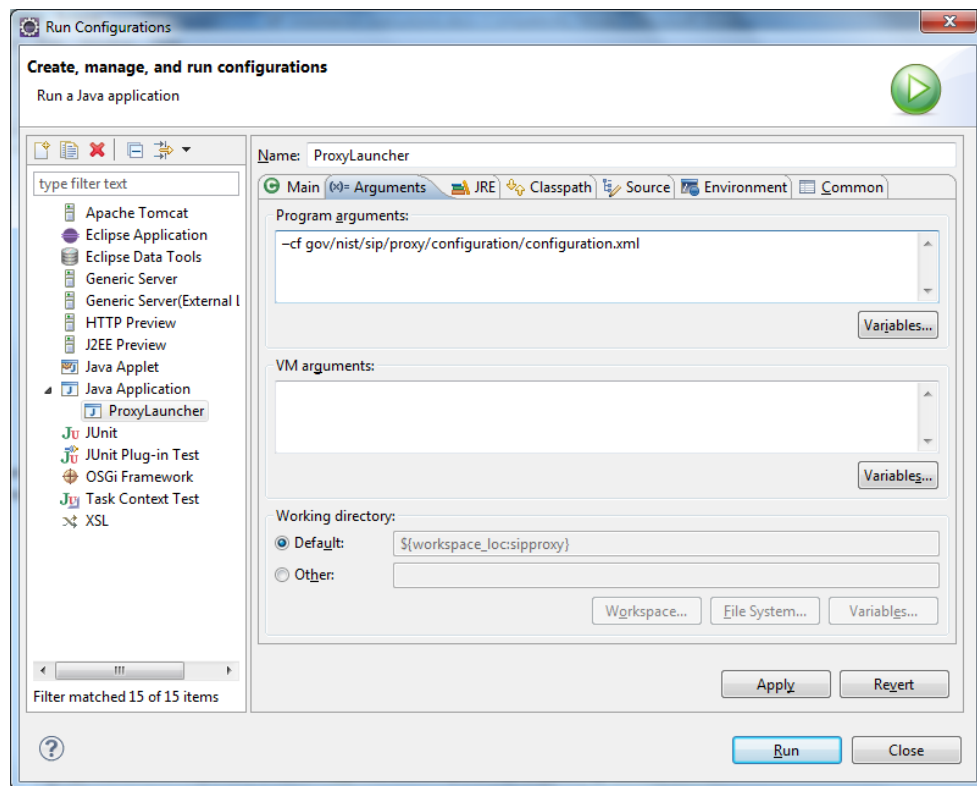 Run Configurations
Create, manage, and run configurations
Run a Java application
type filter text
Apache Tomcat
Eclipse Application
Eclipse Data Tools
Generic Server
Generic Server(External L
HTTP Preview
J2EE Preview
Java Applet
Java Application
ProxyLauncher
JUnit
JUnit Plug-in Test
OSGi Framework
Task Context Test
XSL
Filter matched 15 of 15 items
Name: ProxyLauncher
Main (x)= Arguments JRE Classpath Source Environment Common
Program arguments:
–cf gov/nist/sip/proxy/configuration/configuration.xml
Variables...
VM arguments:
Variables...
Working directory:
Default: ${workspace_loc:sipproxy}
Other:
Workspace... File System... Variables...
Apply Revert
Run Close